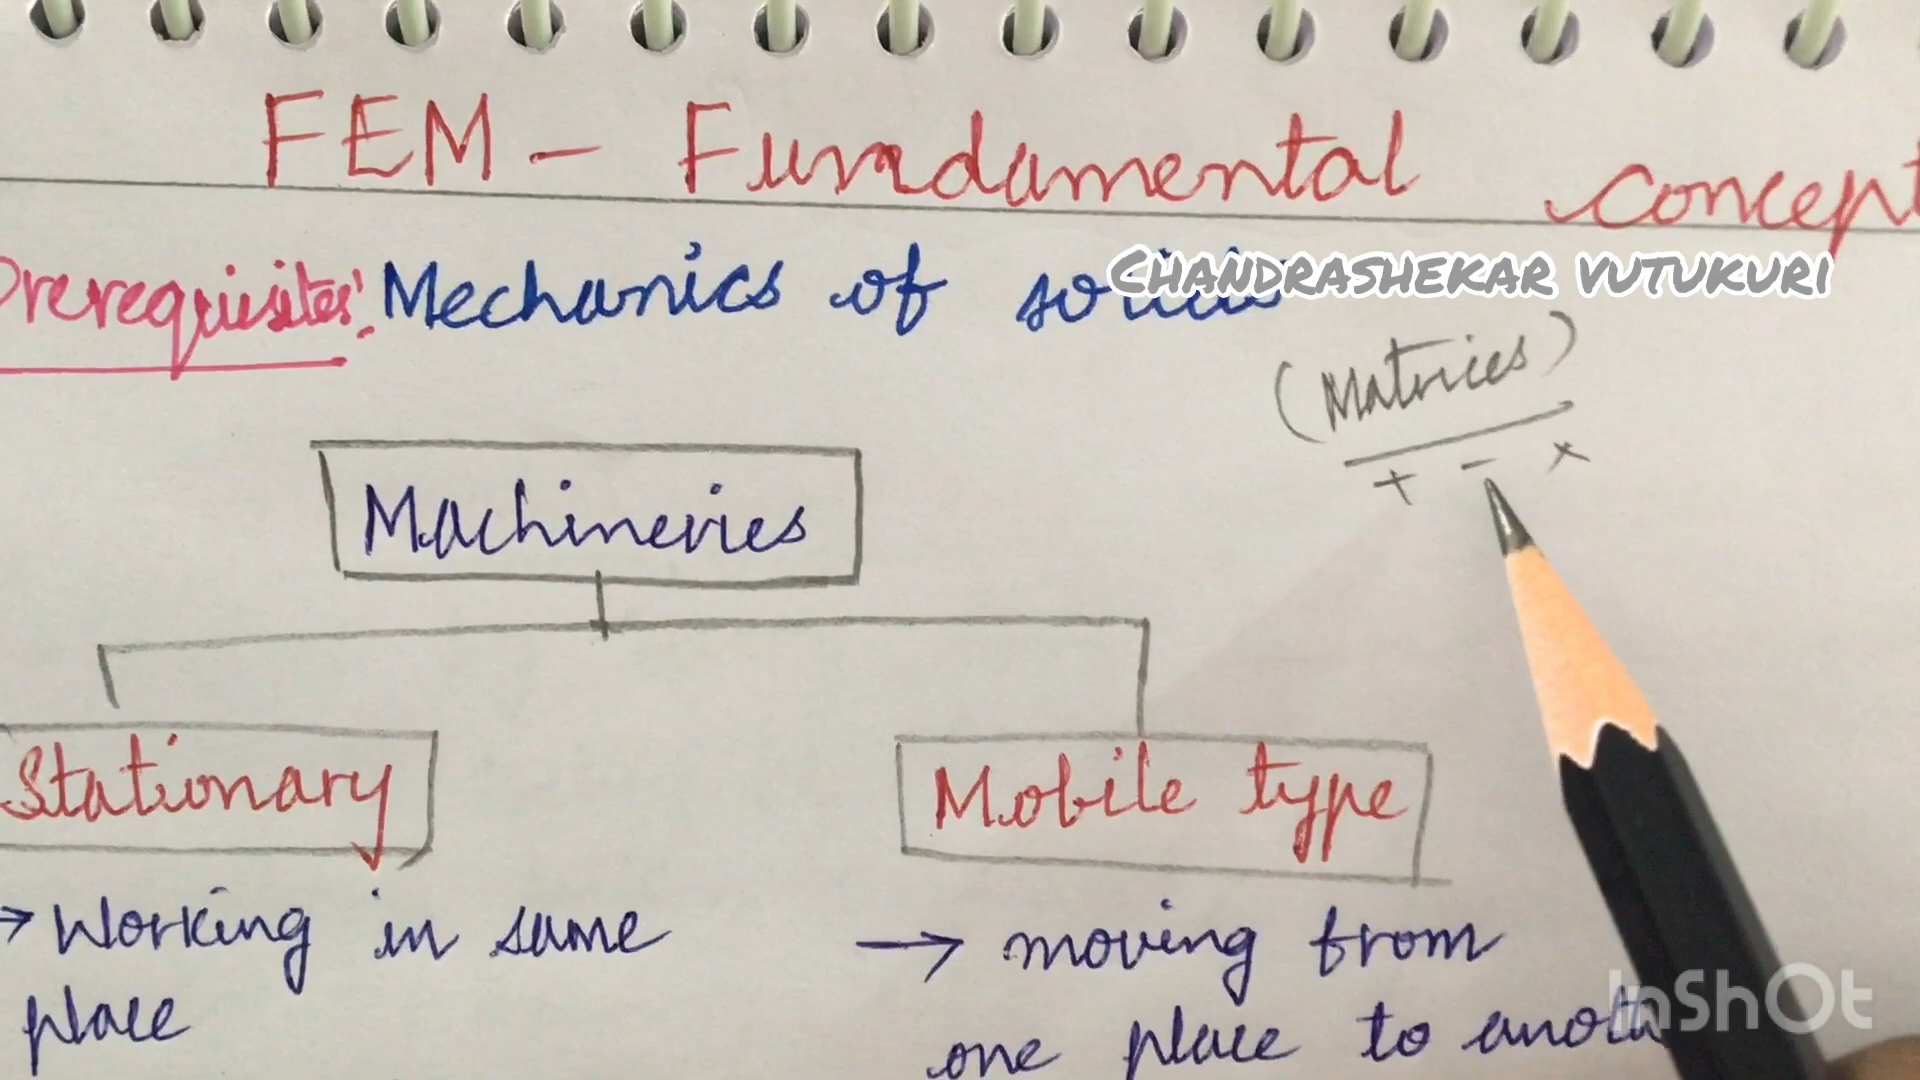 FEM - Fundamental concept
Prerequisites: Mechanics of
CHANDRASHEKAR VUTUKURI
(Matrices)
+ - ×
Machineries
Stationary
Mobile type
→ Working in same
place
→ moving from
one place to anoth
InShOt